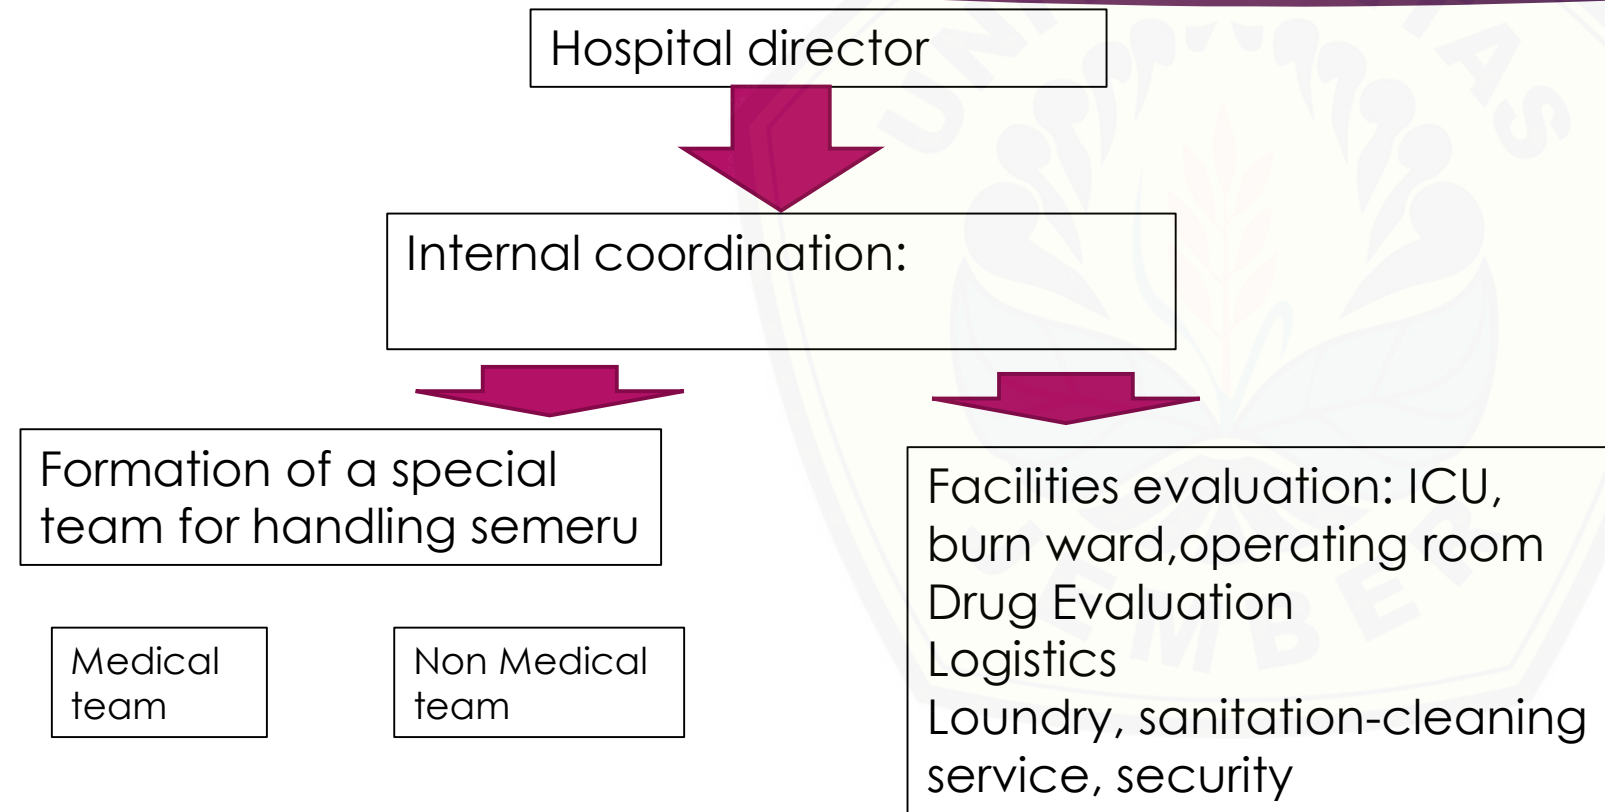 Hospital director
Internal coordination:
Formation of a special
team for handling semeru
Medical
team
Non Medical
team
Facilities evaluation: ICU,
burn ward,operating room
Drug Evaluation
Logistics
Loundry, sanitation-cleaning
service, security